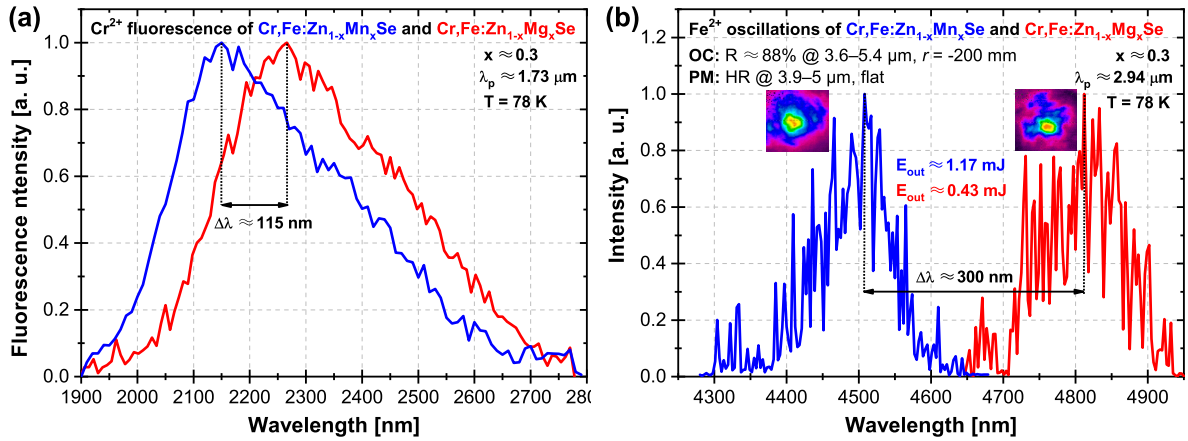 (a)
Cr²⁺ fluorescence of Cr,Fe:Zn₁₋ₓMnₓSe and Cr,Fe:Zn₁₋ₓMgₓSe
x ≈ 0.3
λₚ ≈ 1.73 μm
T = 78 K
Δλ ≈ 115 nm
Fluorescence ntensity [a. u.]
1.0
0.8
0.6
0.4
0.2
0.0
1900 2000 2100 2200 2300 2400 2500 2600 2700 280
Wavelength [nm]
(b)
Fe²⁺ oscillations of Cr,Fe:Zn₁₋ₓMnₓSe and Cr,Fe:Zn₁₋ₓMgₓSe
OC: R ≈ 88% @ 3.6–5.4 μm, r = -200 mm
PM: HR @ 3.9–5 μm, flat
x ≈ 0.3
λₚ ≈ 2.94 μm
T = 78 K
Eout ≈ 1.17 mJ
Eout ≈ 0.43 mJ
Δλ ≈ 300 nm
Intensity [a. u.]
1.2
1.0
0.8
0.6
0.4
0.2
0.0
4300 4400 4500 4600 4700 4800 4900
Wavelength [nm]